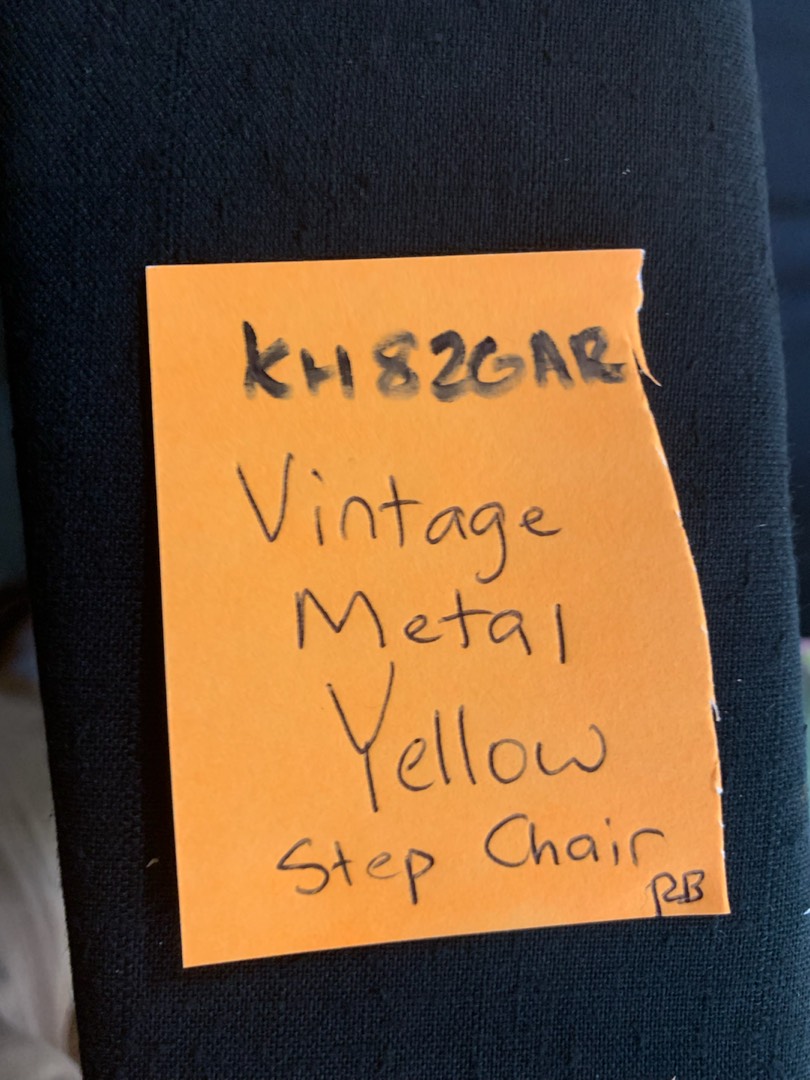 KH82GAR
Vintage
Metal
Yellow
Step Chair
RB